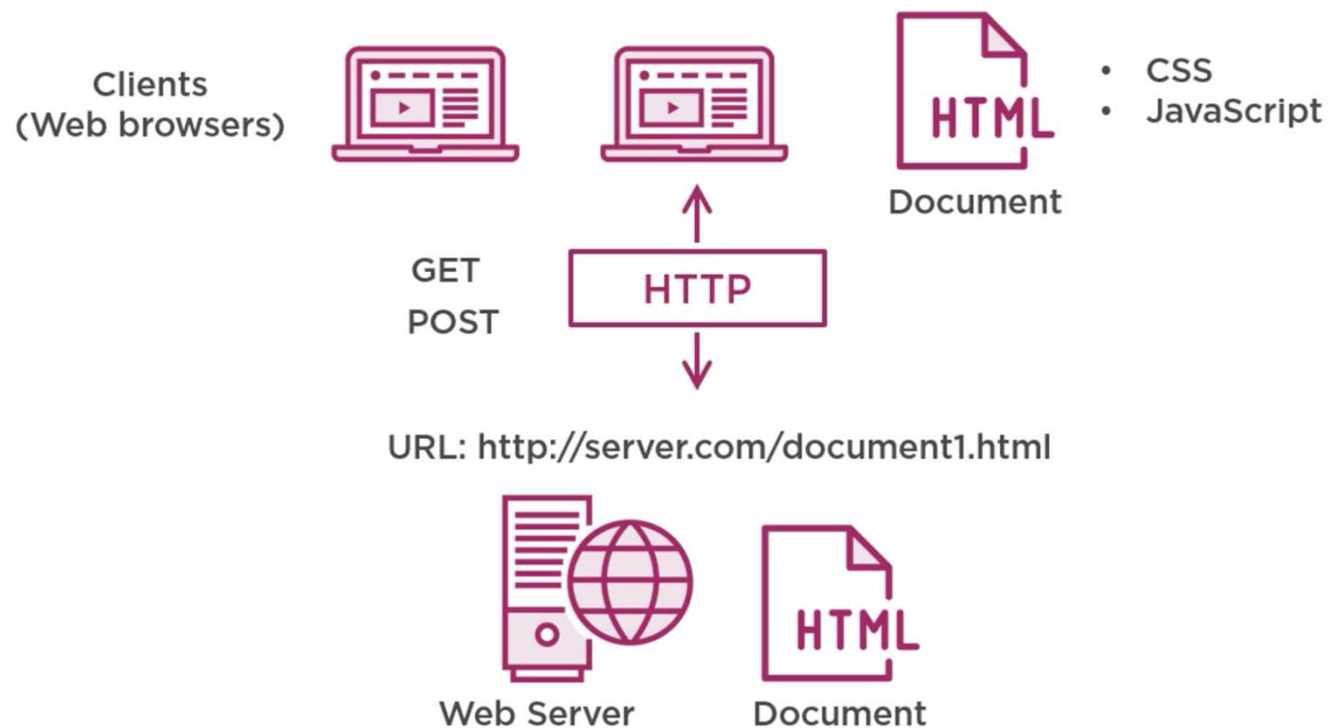 Clients
(Web browsers)
HTML
Document
• CSS
• JavaScript
GET
POST
HTTP
URL: http://server.com/document1.html
Web Server
HTML
Document